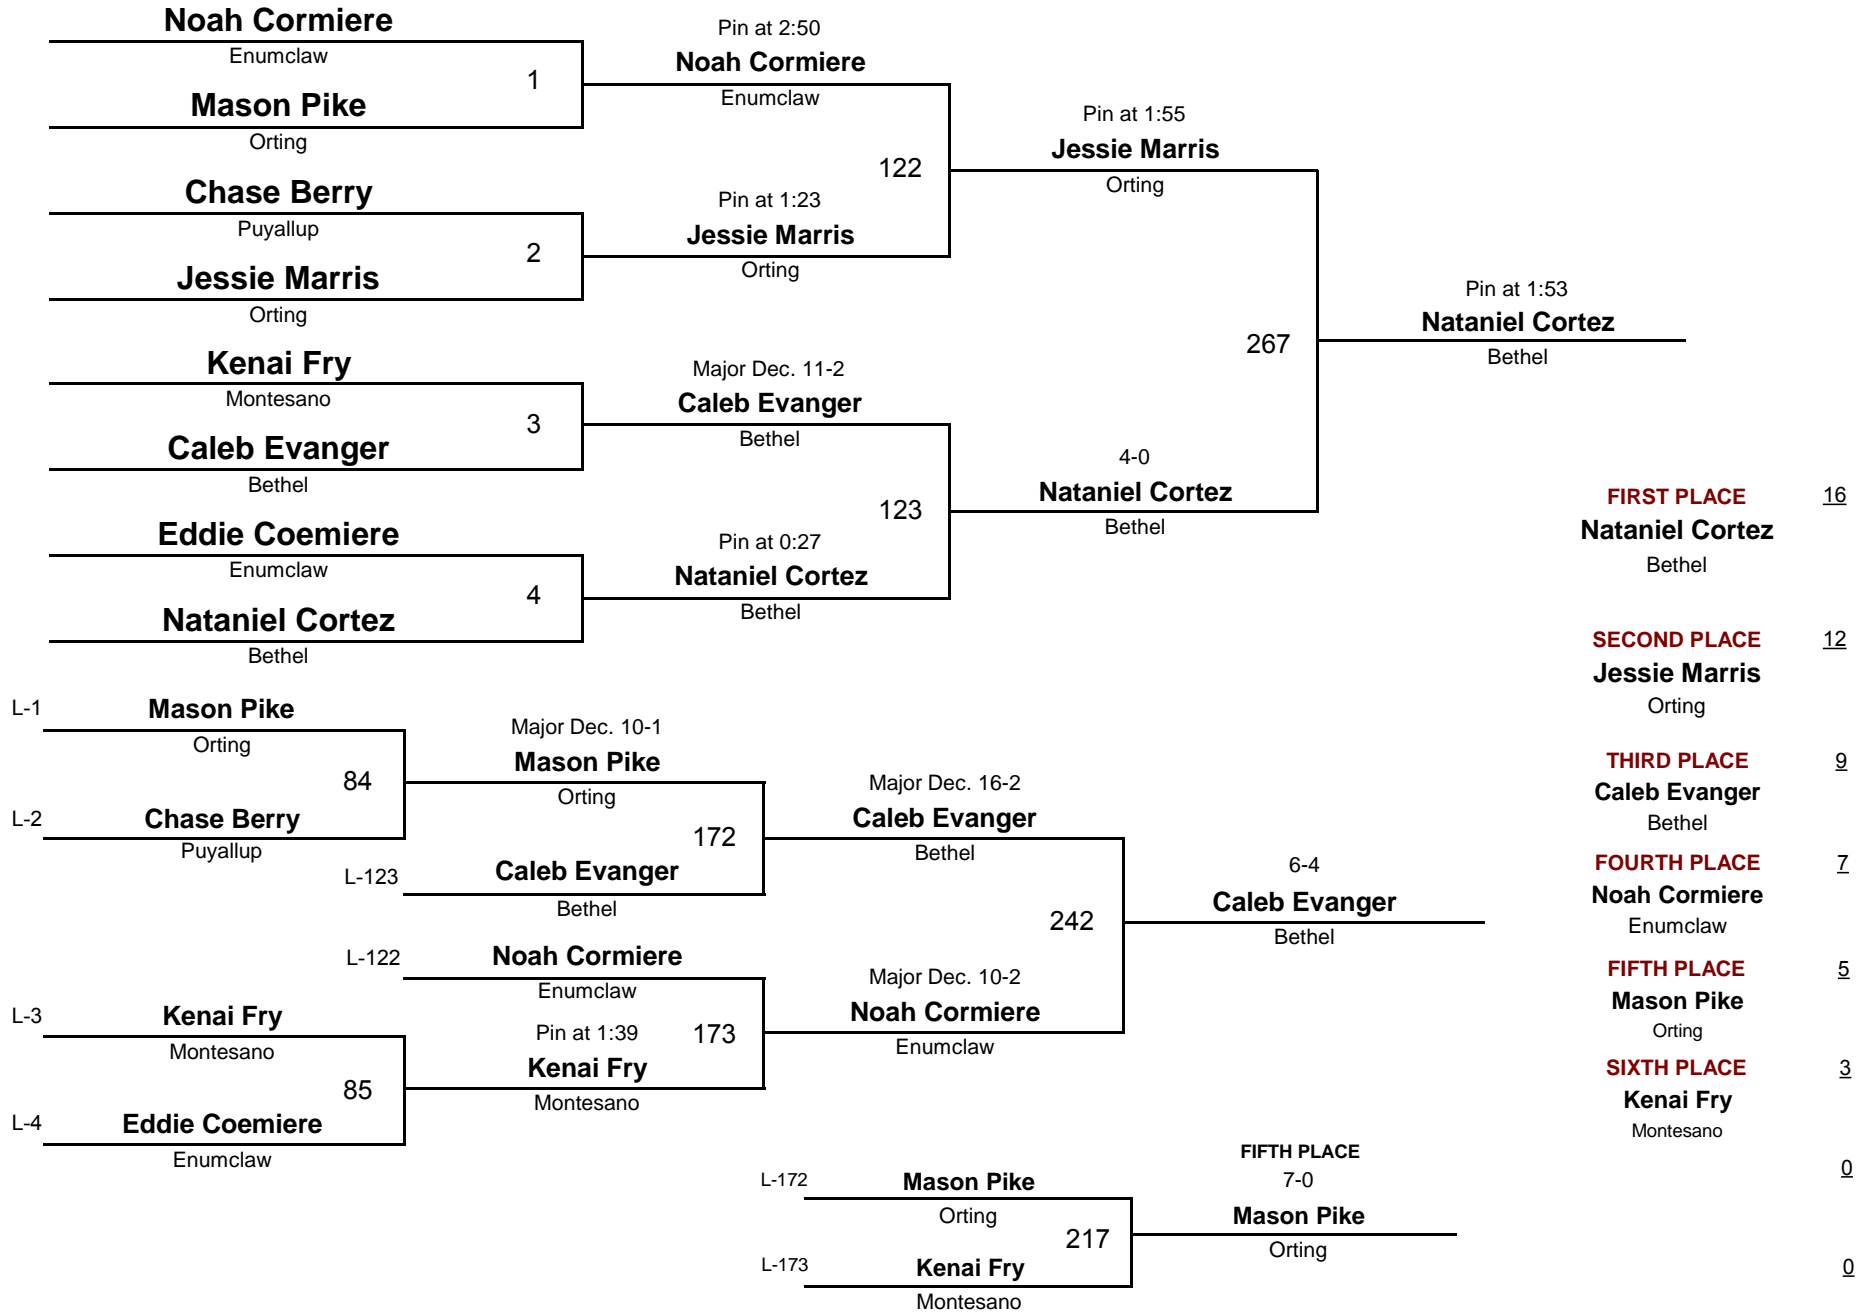 Noah Cormiere
Enumclaw
1
Mason Pike
Orting
Chase Berry
Puyallup
2
Jessie Marris
Orting
Kenai Fry
Montesano
3
Caleb Evanger
Bethel
Eddie Coemiere
Enumclaw
4
Nataniel Cortez
Bethel
Pin at 2:50
Noah Cormiere
Enumclaw
122
Pin at 1:23
Jessie Marris
Orting
Major Dec. 11-2
Caleb Evanger
Bethel
123
Pin at 0:27
Nataniel Cortez
Bethel
Pin at 1:55
Jessie Marris
Orting
267
4-0
Nataniel Cortez
Bethel
Pin at 1:53
Nataniel Cortez
Bethel
L-1
Mason Pike
Orting
84
L-2
Chase Berry
Puyallup
Major Dec. 10-1
Mason Pike
Orting
172
L-123
Caleb Evanger
Bethel
L-122
Noah Cormiere
Enumclaw
173
L-3
Kenai Fry
Montesano
85
L-4
Eddie Coemiere
Enumclaw
Pin at 1:39
Kenai Fry
Montesano
Major Dec. 16-2
Caleb Evanger
Bethel
242
Major Dec. 10-2
Noah Cormiere
Enumclaw
6-4
Caleb Evanger
Bethel
L-172
Mason Pike
Orting
217
L-173
Kenai Fry
Montesano
FIFTH PLACE
7-0
Mason Pike
Orting
FIRST PLACE 16
Nataniel Cortez
Bethel
SECOND PLACE 12
Jessie Marris
Orting
THIRD PLACE 9
Caleb Evanger
Bethel
FOURTH PLACE 7
Noah Cormiere
Enumclaw
FIFTH PLACE 5
Mason Pike
Orting
SIXTH PLACE 3
Kenai Fry
Montesano
0
0